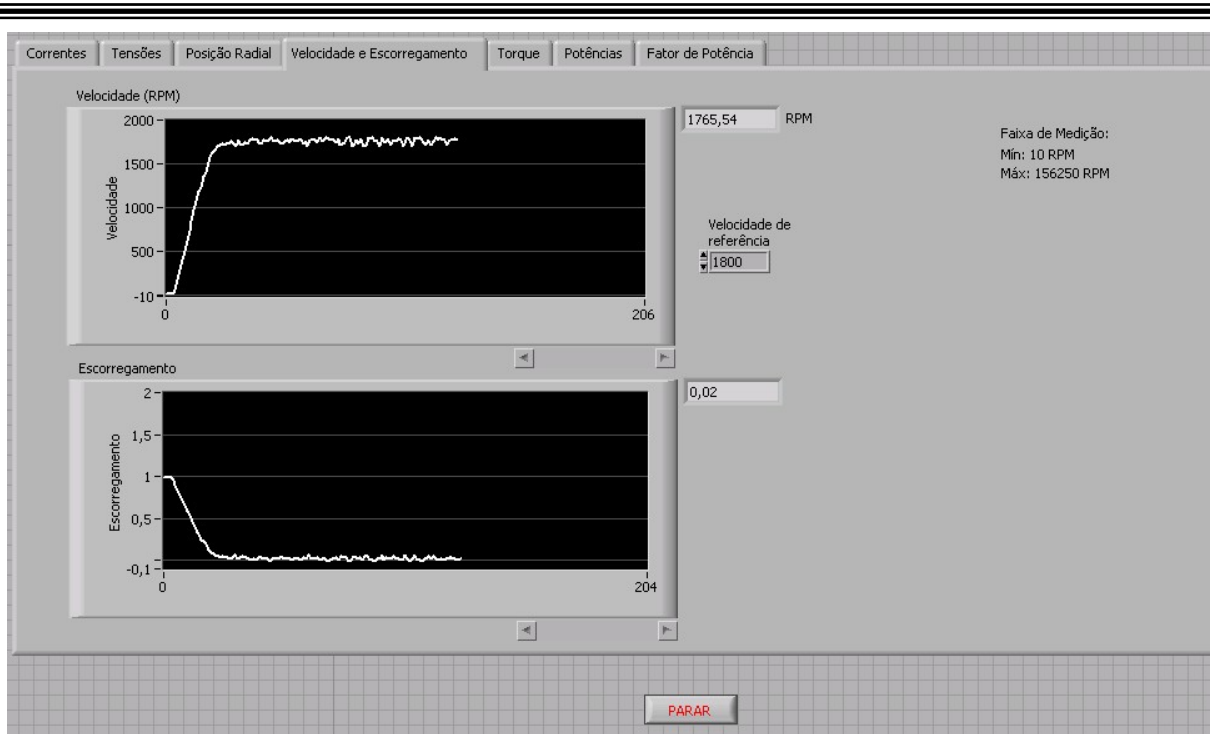 Correntes Tensões Posição Radial Velocidade e Escorregamento Torque Potências Fator de Potência
Velocidade (RPM)
2000
1500
1000
500
-10
Velocidade
0 206
1765,54 RPM
Velocidade de
referência
1800
Faixa de Medição:
Mín: 10 RPM
Máx: 156250 RPM
Escorregamento
2
1,5
1
0,5
-0,1
Escorregamento
0 204
0,02
PARAR